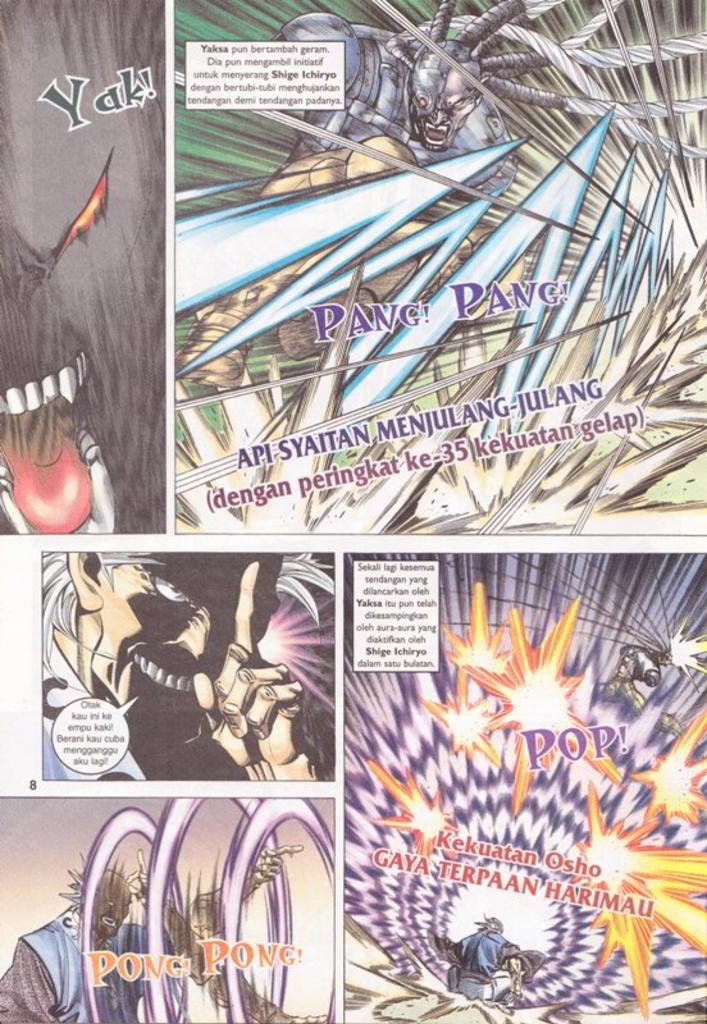 Yak!
Yaksa pun bertambah geram.
Dia pun mengambil initiatif
untuk menyerang Shige Ichiryo
dengan bertubi-tubi menghujankan
tendangan demi tendangan padanya.
PANG! PANG!
API SYAITAN MENJULANG-JULANG
(dengan peringkat ke-35 kekuatan gelap)
Otak
kau ini ke
empu kaki!
Berani kau cuba
mengganggu
aku lagi!
Sekali lagi kesemua
tendangan yang
dilancarkan oleh
Yaksa itu pun telah
dikesampingkan
oleh aura-aura yang
diaktifkan oleh
Shige Ichiryo
dalam satu bulatan.
POP!
Kekuatan Osho
GAYA TERPAAN HARIMAU
8
PONG! PONG!